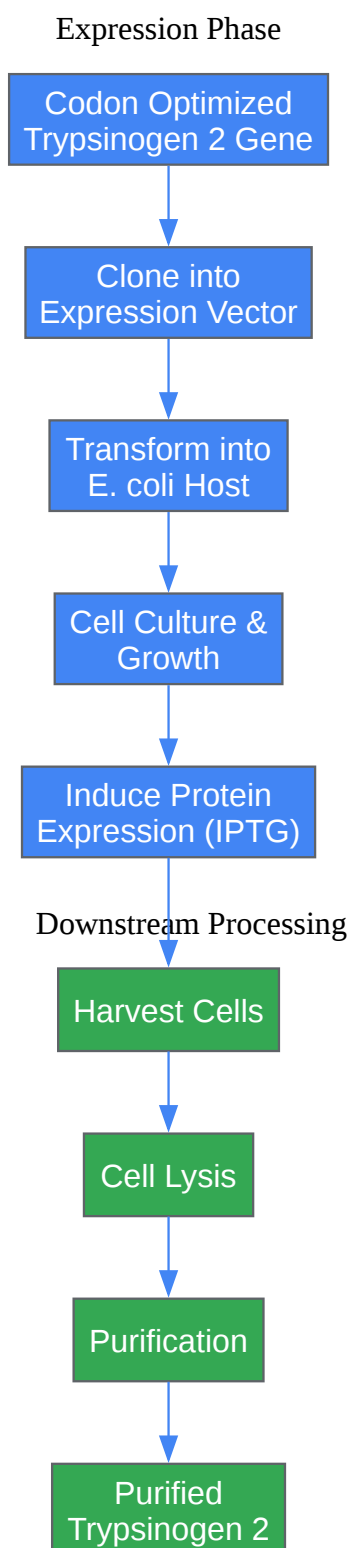 Expression Phase
Codon Optimized
Trypsinogen 2 Gene
Clone into
Expression Vector
Transform into
E. coli Host
Cell Culture &
Growth
Induce Protein
Expression (IPTG)
Downstream Processing
Harvest Cells
Cell Lysis
Purification
Purified
Trypsinogen 2